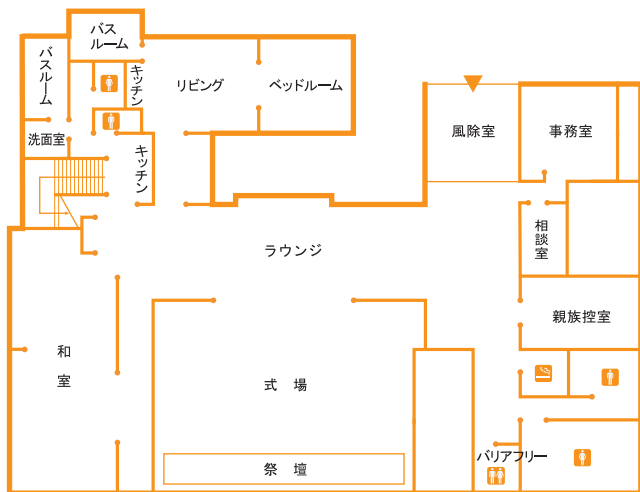 バス
ルーム
バスルーム
キッチン
リビング
ベッドルーム
洗面室
キッチン
風除室
事務室
相談室
ラウンジ
親族控室
和室
式 場
バリアフリー
祭 壇